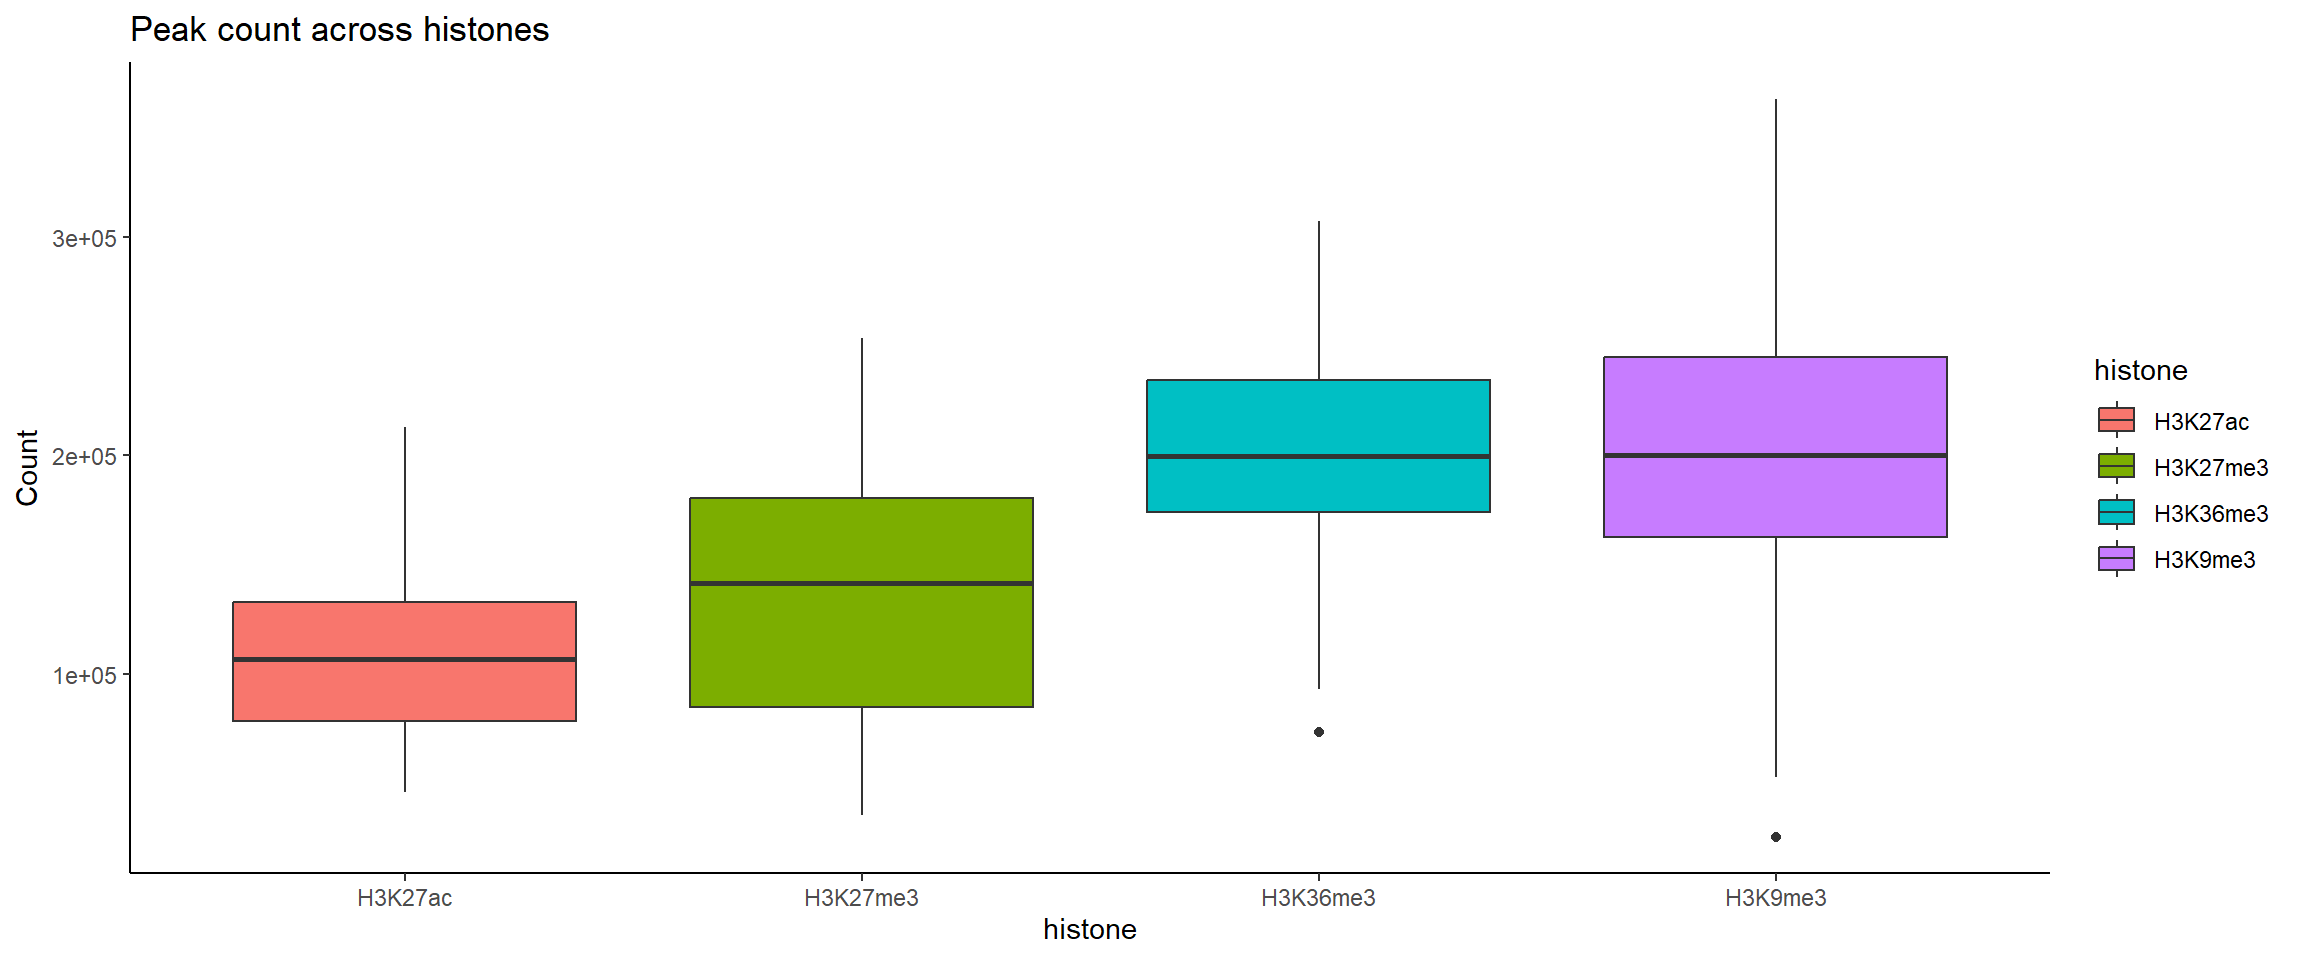 Peak count across histones
Count
3e+05
2e+05
1e+05
H3K27ac
H3K27me3
H3K36me3
H3K9me3
histone
histone
H3K27ac
H3K27me3
H3K36me3
H3K9me3